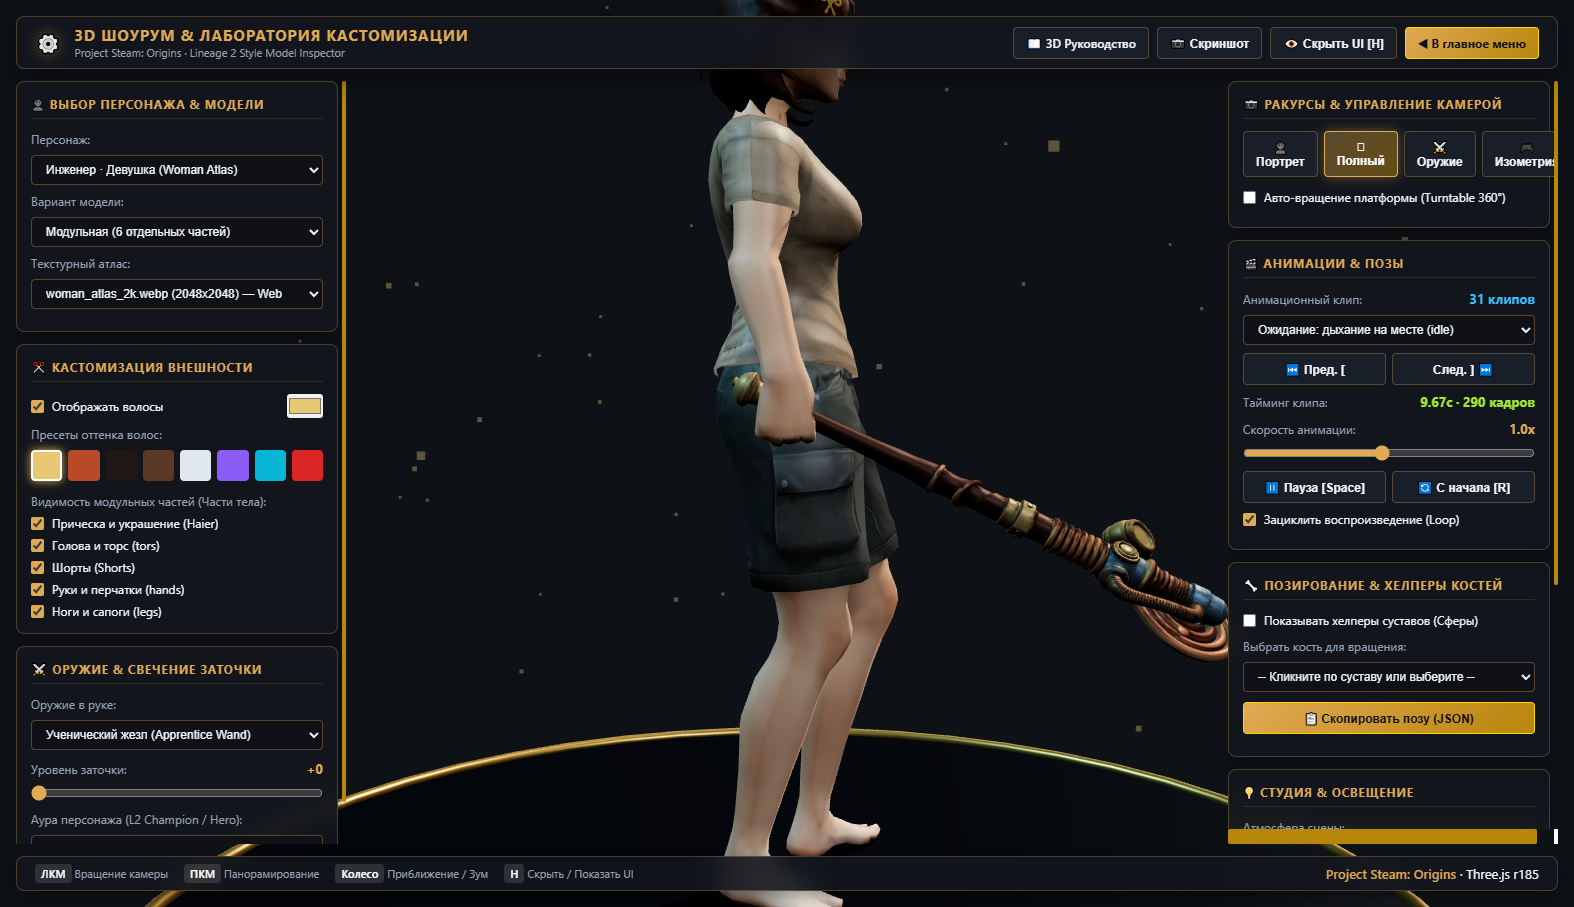 3D ШОУРУМ & ЛАБОРАТОРИЯ КАСТОМИЗАЦИИ
Project Steam: Origins · Lineage 2 Style Model Inspector
3D Руководство
Скриншот
Скрыть UI [H]
◀ В главное меню
ВЫБОР ПЕРСОНАЖА & МОДЕЛИ
Персонаж:
Инженер - Девушка (Woman Atlas)
Вариант модели:
Модульная (6 отдельных частей)
Текстурный атлас:
woman_atlas_2k.webp (2048x2048) — Web
КАСТОМИЗАЦИЯ ВНЕШНОСТИ
Отображать волосы
Пресеты оттенка волос:
Видимость модульных частей (Части тела):
Прическа и украшение (Haier)
Голова и торс (tors)
Шорты (Shorts)
Руки и перчатки (hands)
Ноги и сапоги (legs)
ОРУЖИЕ & СВЕЧЕНИЕ ЗАТОЧКИ
Оружие в руке:
Ученический жезл (Apprentice Wand)
Уровень заточки: +0
Аура персонажа (L2 Champion / Hero):
РАКУРСЫ & УПРАВЛЕНИЕ КАМЕРОЙ
Портрет
Полный
Оружие
Изометрия
Авто-вращение платформы (Turntable 360°)
АНИМАЦИИ & ПОЗЫ
Анимационный клип: 31 клипов
Ожидание: дыхание на месте (idle)
Пред. [
След. ]
Тайминг клипа: 9.67с · 290 кадров
Скорость анимации: 1.0x
Пауза [Space]
С начала [R]
Зациклить воспроизведение (Loop)
ПОЗИРОВАНИЕ & ХЕЛПЕРЫ КОСТЕЙ
Показывать хелперы суставов (Сферы)
Выбрать кость для вращения:
-- Кликните по суставу или выберите --
Скопировать позу (JSON)
СТУДИЯ & ОСВЕЩЕНИЕ
Атмосфера сцены:
ЛКМ Вращение камеры
ПКМ Панорамирование
Колесо Приближение / Зум
H Скрыть / Показать UI
Project Steam: Origins · Three.js r185